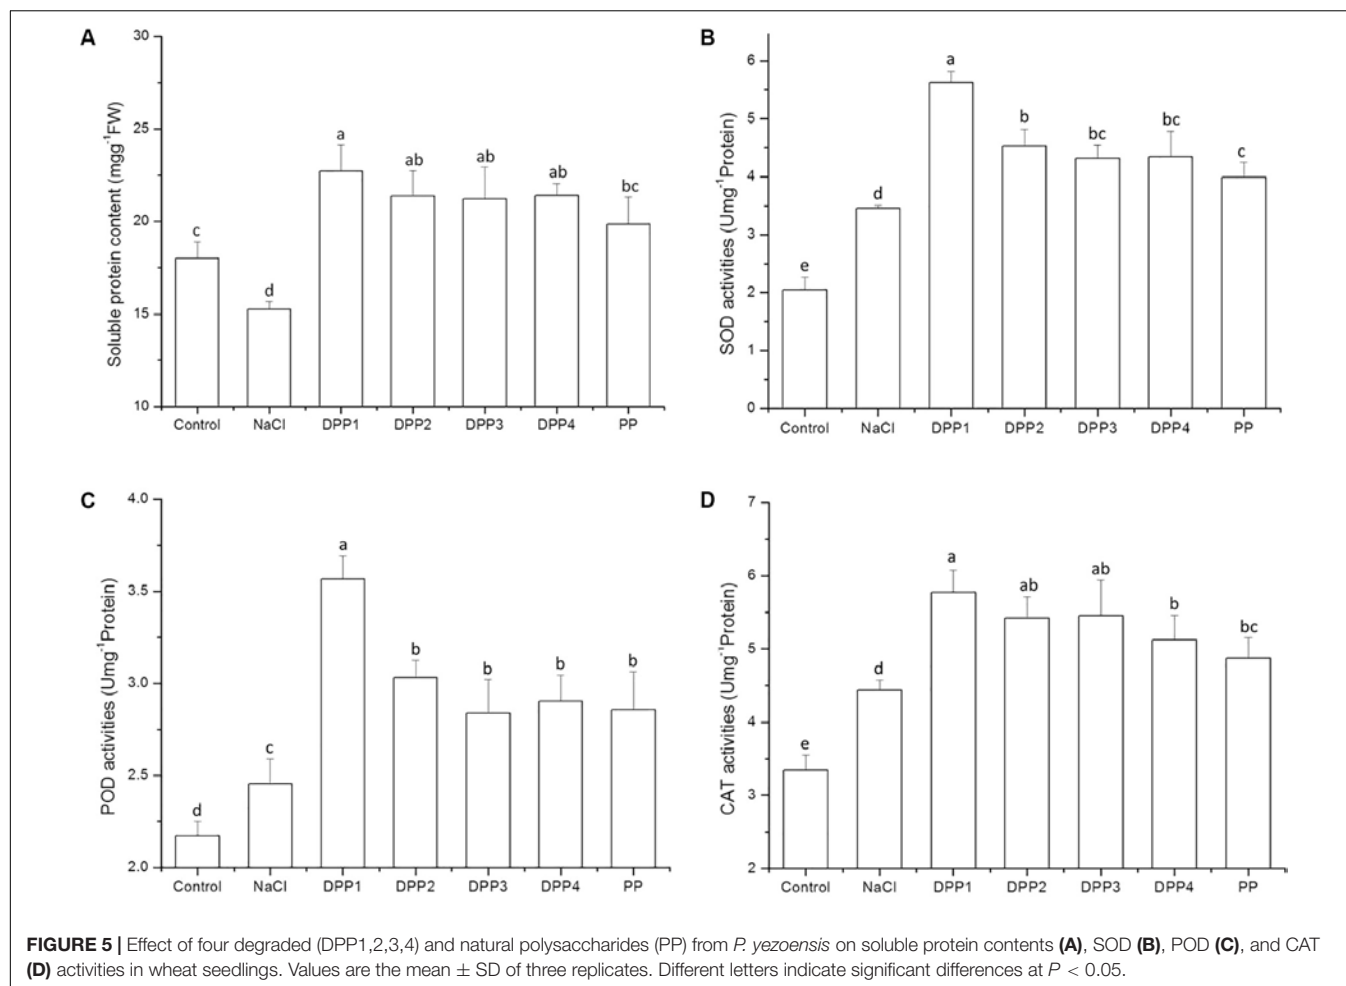 A
30
25
20
15
10
Soluble protein content (mgg⁻¹FW)
c
d
a
ab
ab
ab
bc
Control NaCl DPP1 DPP2 DPP3 DPP4 PP
B
6
5
4
3
2
1
0
SOD activities (Umg⁻¹Protein)
e
d
a
b
bc
bc
c
Control NaCl DPP1 DPP2 DPP3 DPP4 PP
C
4.0
3.5
3.0
2.5
2.0
POD activities (Umg⁻¹Protein)
d
c
a
b
b
b
b
Control NaCl DPP1 DPP2 DPP3 DPP4 PP
D
7
6
5
4
3
2
CAT activities (Umg⁻¹Protein)
e
d
a
ab
ab
b
bc
Control NaCl DPP1 DPP2 DPP3 DPP4 PP
FIGURE 5 | Effect of four degraded (DPP1,2,3,4) and natural polysaccharides (PP) from P. yezoensis on soluble protein contents (A), SOD (B), POD (C), and CAT
(D) activities in wheat seedlings. Values are the mean ± SD of three replicates. Different letters indicate significant differences at P < 0.05.